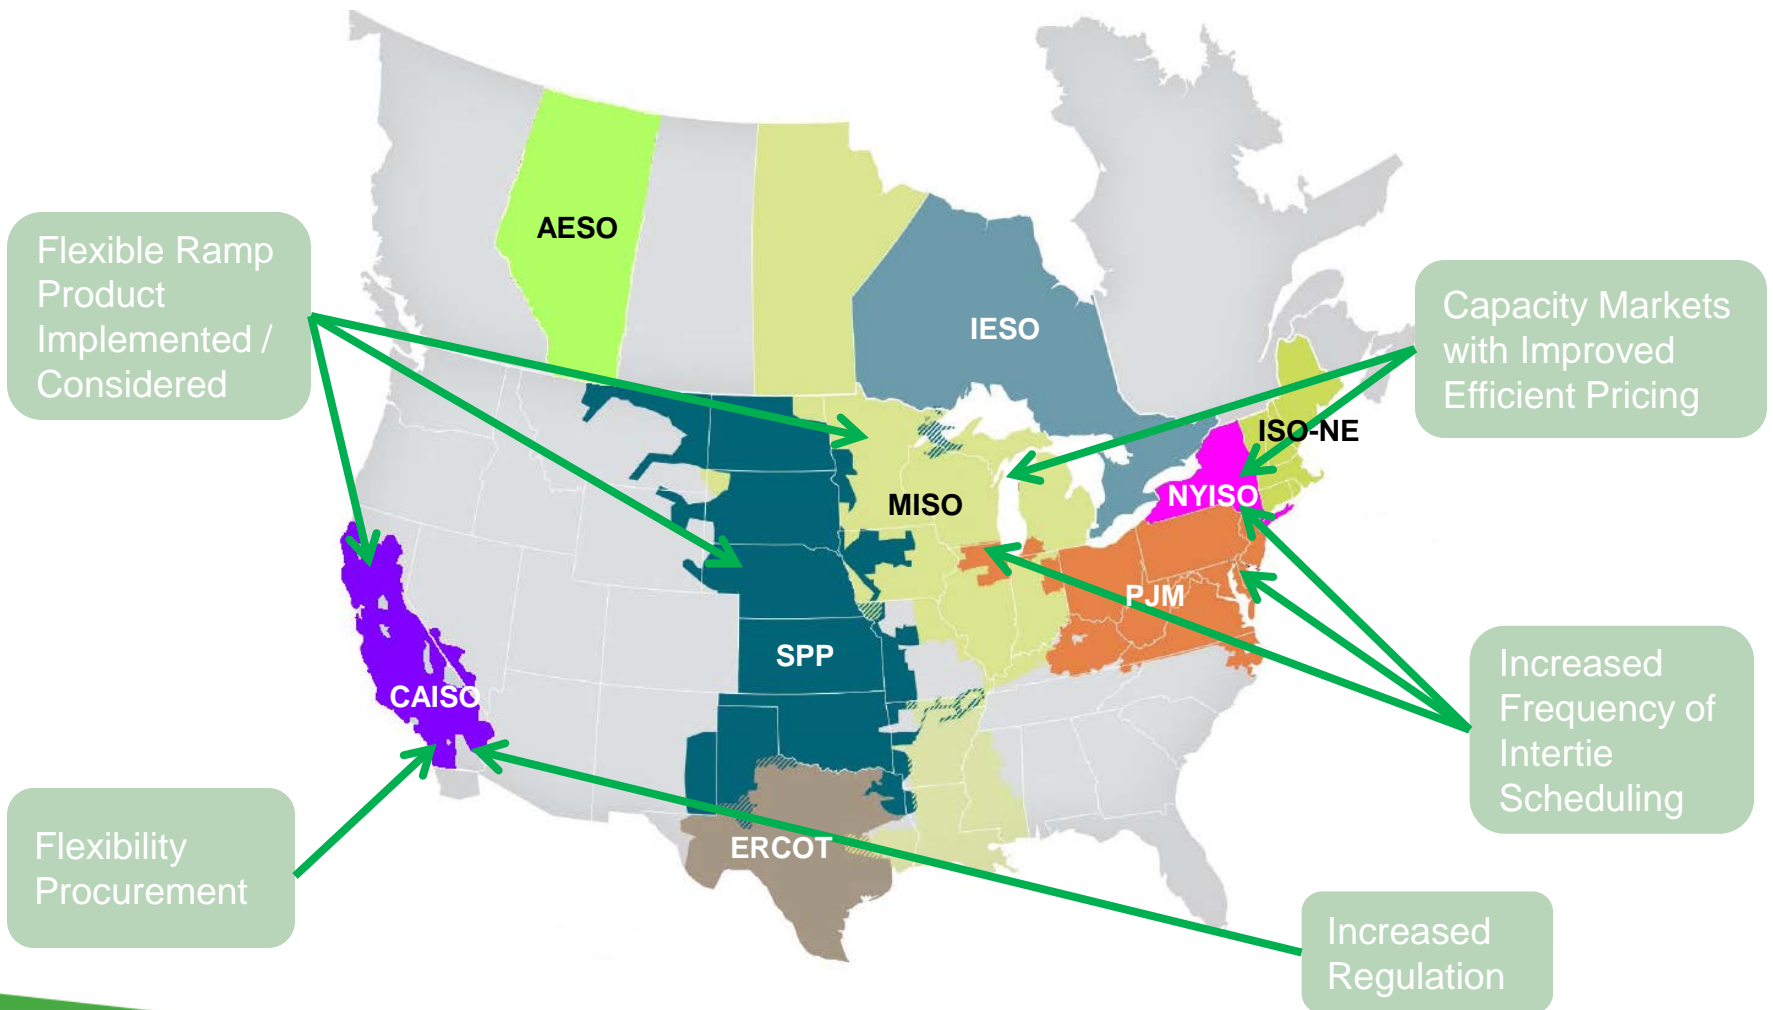 AESO
Flexible Ramp
Product
Implemented /
Considered
IESO
Capacity Markets
with Improved
Efficient Pricing
ISO-NE
MISO
NYISO
PJM
SPP
CAISO
Increased
Frequency of
Intertie
Scheduling
ERCOT
Flexibility
Procurement
Increased
Regulation